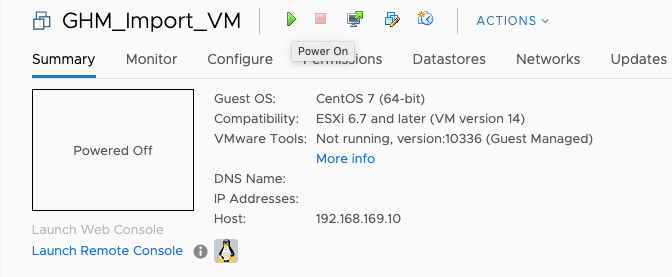 GHM_Import_VM
ACTIONS
Power On
Summary Monitor Configure Permissions Datastores Networks Updates
Powered Off
Guest OS: CentOS 7 (64-bit)
Compatibility: ESXi 6.7 and later (VM version 14)
VMware Tools: Not running, version:10336 (Guest Managed)
More info
DNS Name:
IP Addresses:
Host: 192.168.169.10
Launch Web Console
Launch Remote Console